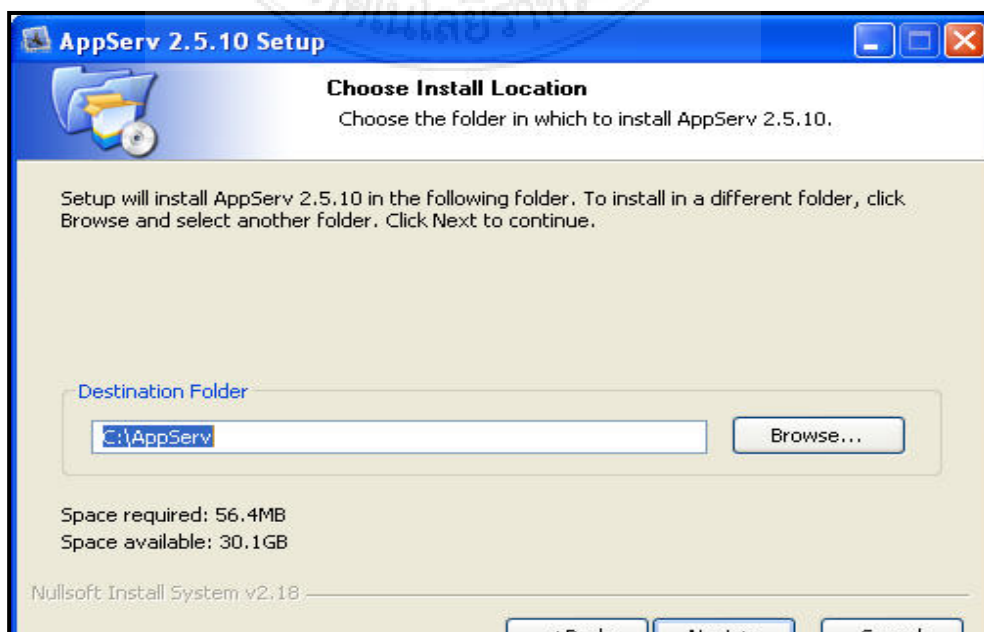 AppServ 2.5.10 Setup
Choose Install Location
Choose the folder in which to install AppServ 2.5.10.
Setup will install AppServ 2.5.10 in the following folder. To install in a different folder, click
Browse and select another folder. Click Next to continue.
Destination Folder
C:\AppServ
Browse...
Space required: 56.4MB
Space available: 30.1GB
Nullsoft Install System v2.18